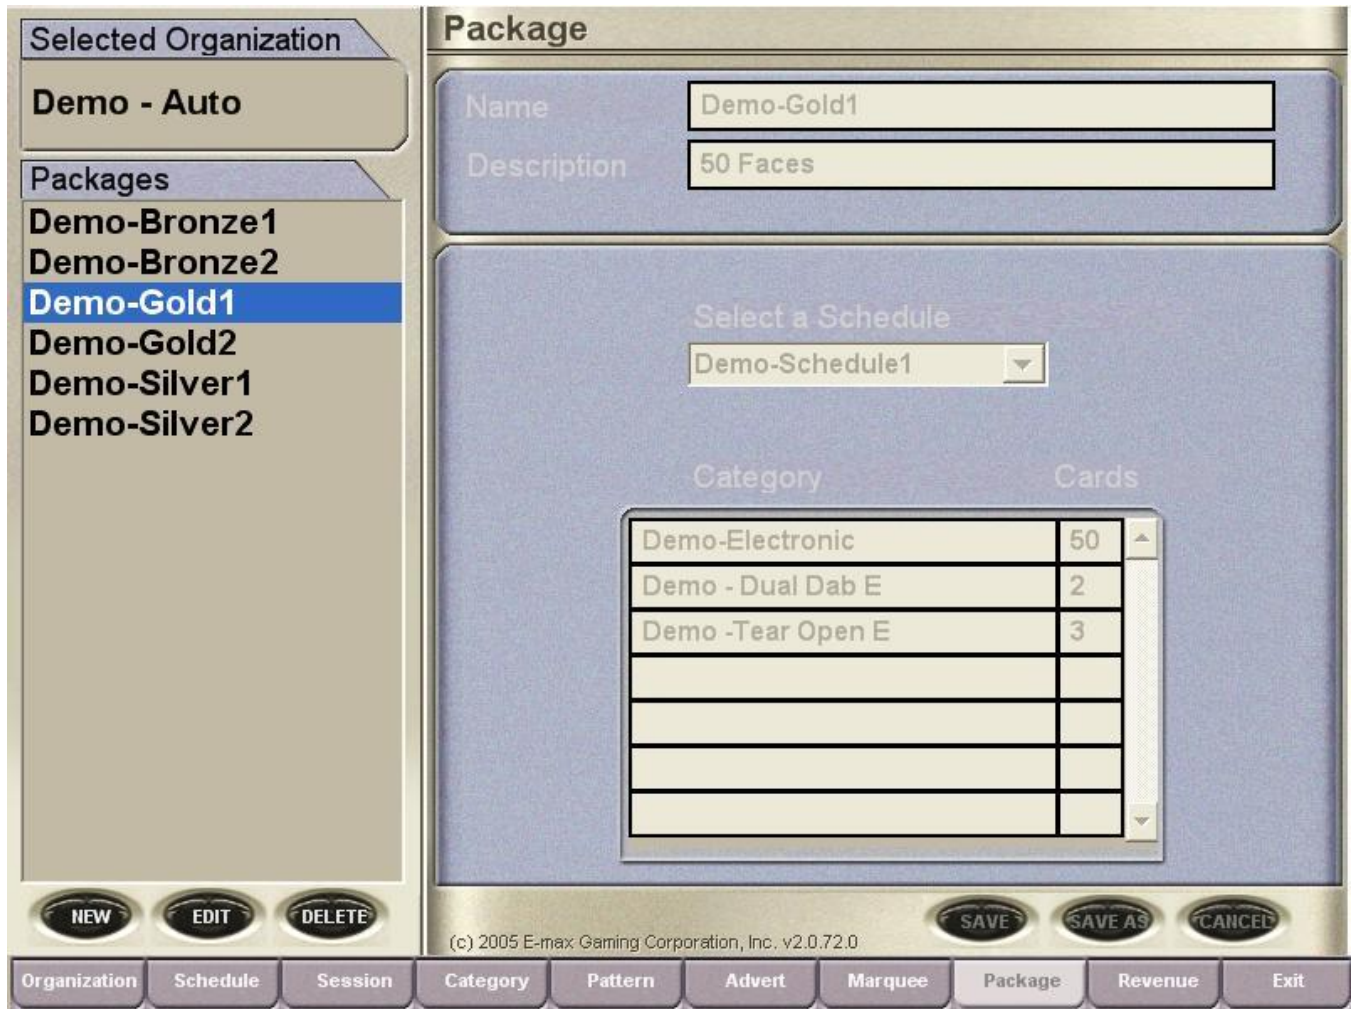 Selected Organization
Demo - Auto
Packages
Demo-Bronze1
Demo-Bronze2
Demo-Gold1
Demo-Gold2
Demo-Silver1
Demo-Silver2
NEW EDIT DELETE
Package
Name Demo-Gold1
Description 50 Faces
Select a Schedule
Demo-Schedule1
Category Cards
Demo-Electronic 50
Demo - Dual Dab E 2
Demo -Tear Open E 3
SAVE SAVE AS CANCEL
(c) 2005 E-max Gaming Corporation, Inc. v2.0.72.0
Organization Schedule Session Category Pattern Advert Marquee Package Revenue Exit